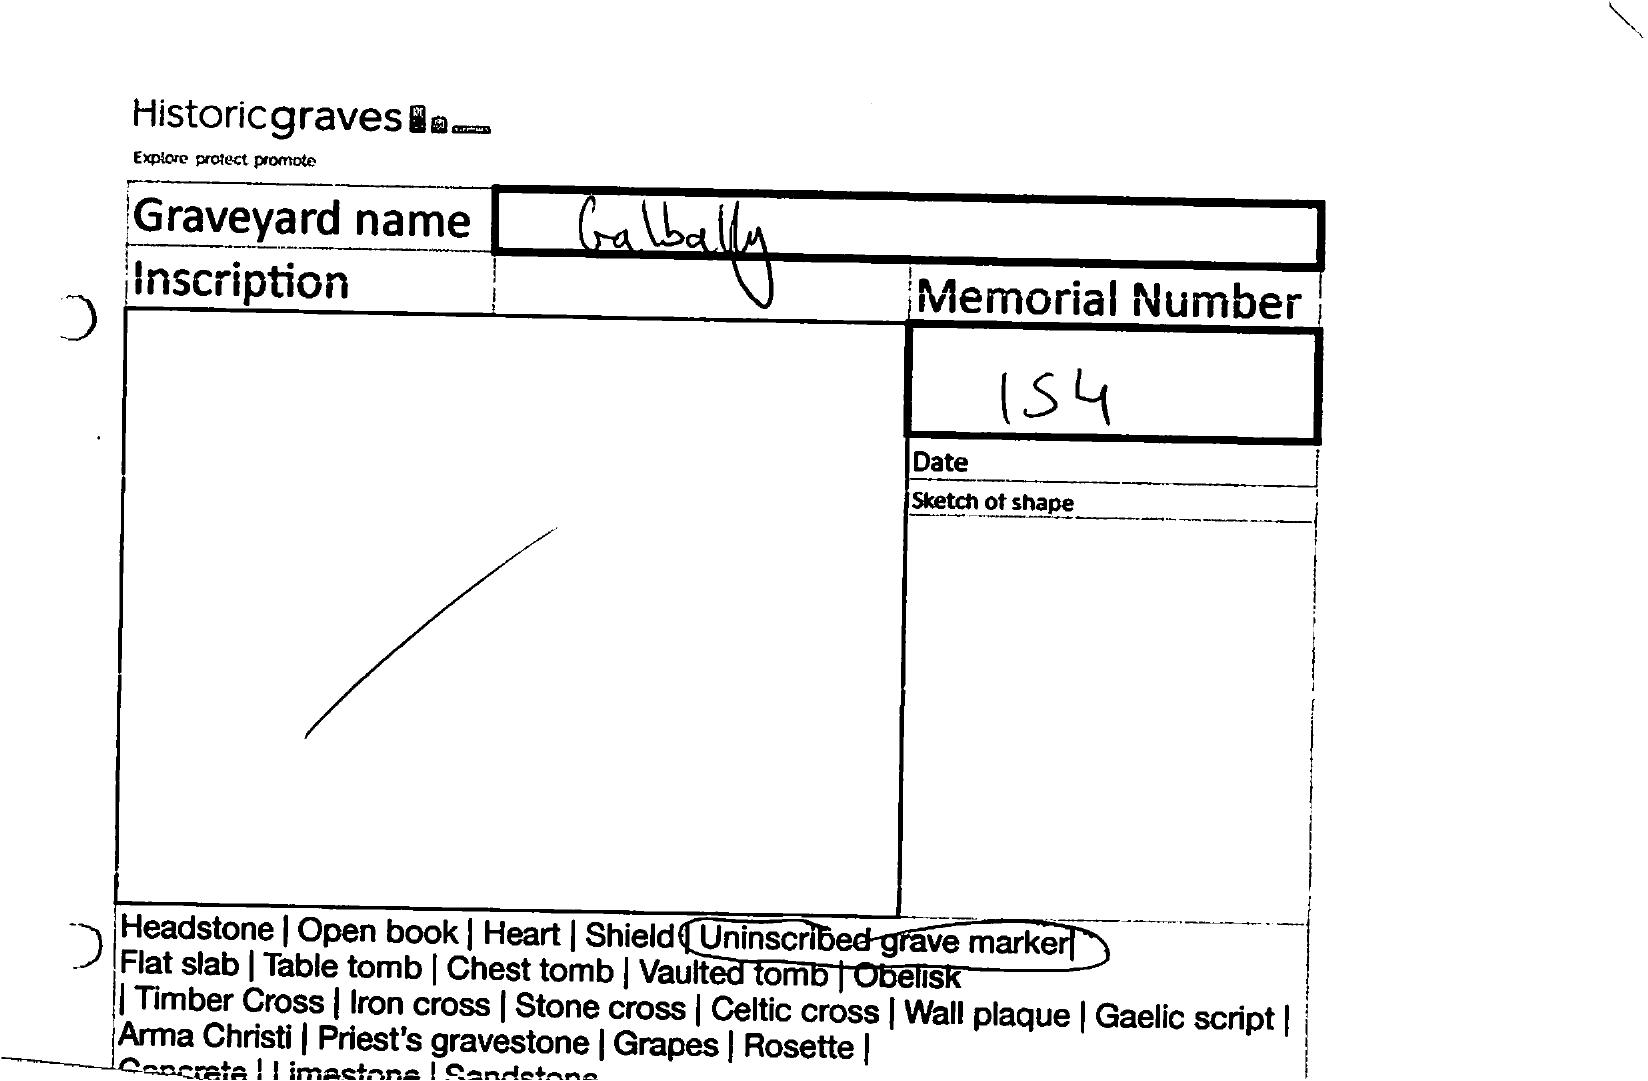 Historicgraves
Explore protect promote
Graveyard name Galbally
Inscription
Memorial Number
154
Date
Sketch of shape
Headstone | Open book | Heart | Shield | Uninscribed grave marker|
Flat slab | Table tomb | Chest tomb | Vaulted tomb | Obelisk
| Timber Cross | Iron cross | Stone cross | Celtic cross | Wall plaque | Gaelic script |
Arma Christi | Priest's gravestone | Grapes | Rosette |
Concrete | Limestone | Sandstone